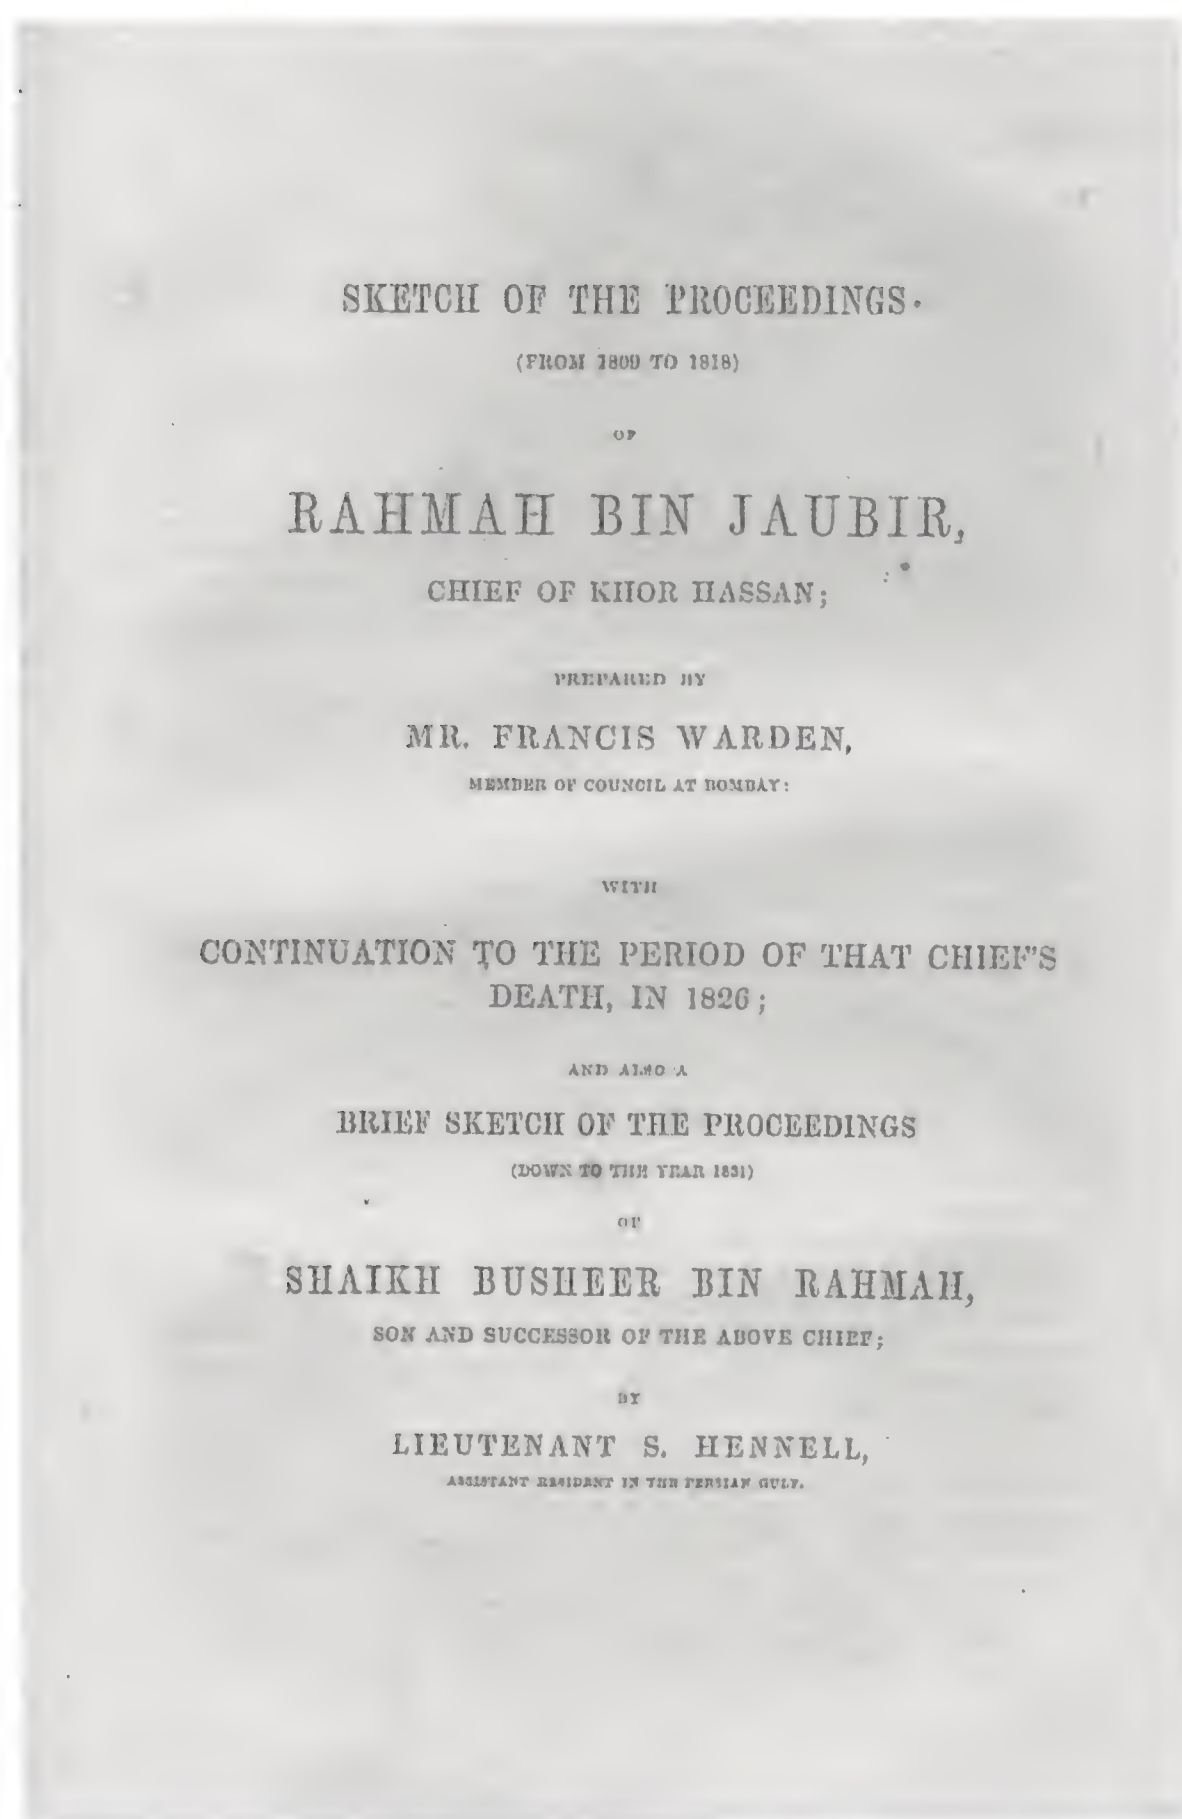 SKETCH OF THE PROCEEDINGS
(FROM 1809 TO 1818)
OF
RAHMAH BIN JAUBIR,
CHIEF OF KHOR HASSAN;
PREPARED BY
MR. FRANCIS WARDEN,
MEMBER OF COUNCIL AT BOMBAY:
WITH
CONTINUATION TO THE PERIOD OF THAT CHIEF'S
DEATH, IN 1826;
AND ALSO A
BRIEF SKETCH OF THE PROCEEDINGS
(DOWN TO THE YEAR 1831)
OF
SHAIKH BUSHEER BIN RAHMAH,
SON AND SUCCESSOR OF THE ABOVE CHIEF;
BY
LIEUTENANT S. HENNELL,
ASSISTANT RESIDENT IN THE PERSIAN GULF.